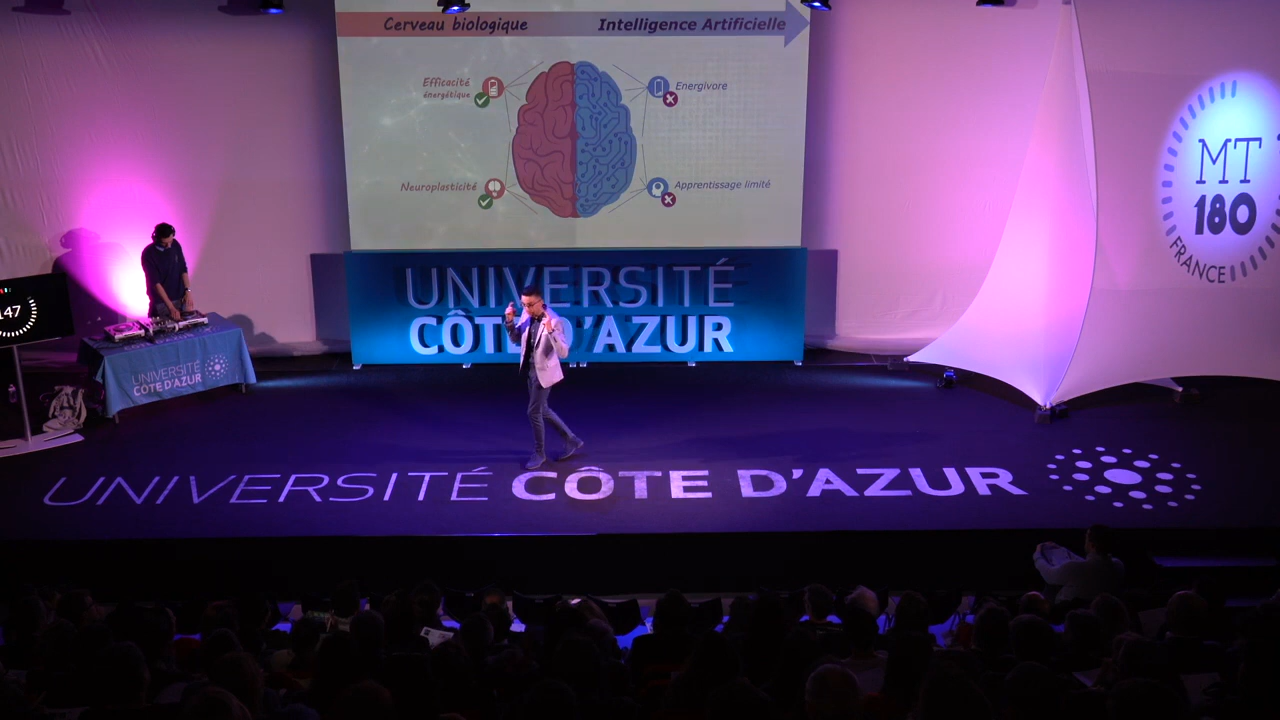 Cerveau biologique
Intelligence Artificielle
Efficacité
énergétique
Energivore
Neuroplasticité
Apprentissage limité
MT
180
FRANCE
147
UNIVERSITÉ
CÔTE D'AZUR
UNIVERSITÉ
CÔTE D'AZUR
UNIVERSITÉ CÔTE D'AZUR